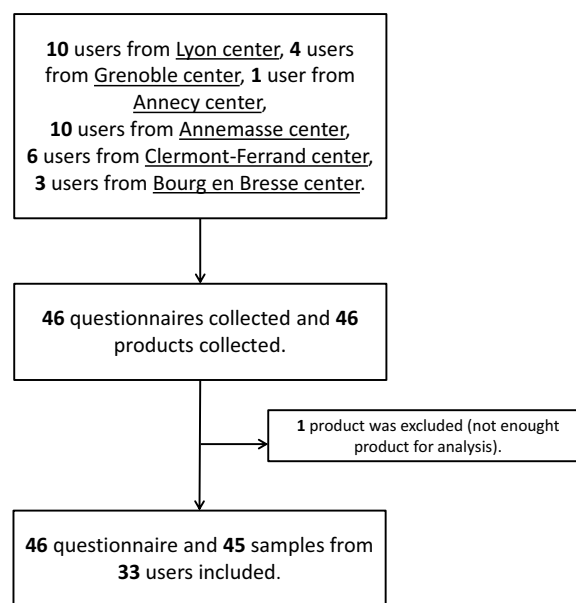 10 users from Lyon center, 4 users
from Grenoble center, 1 user from
Annecy center,
10 users from Annemasse center,
6 users from Clermont-Ferrand center,
3 users from Bourg en Bresse center.
46 questionnaires collected and 46
products collected.
1 product was excluded (not enought
product for analysis).
46 questionnaire and 45 samples from
33 users included.